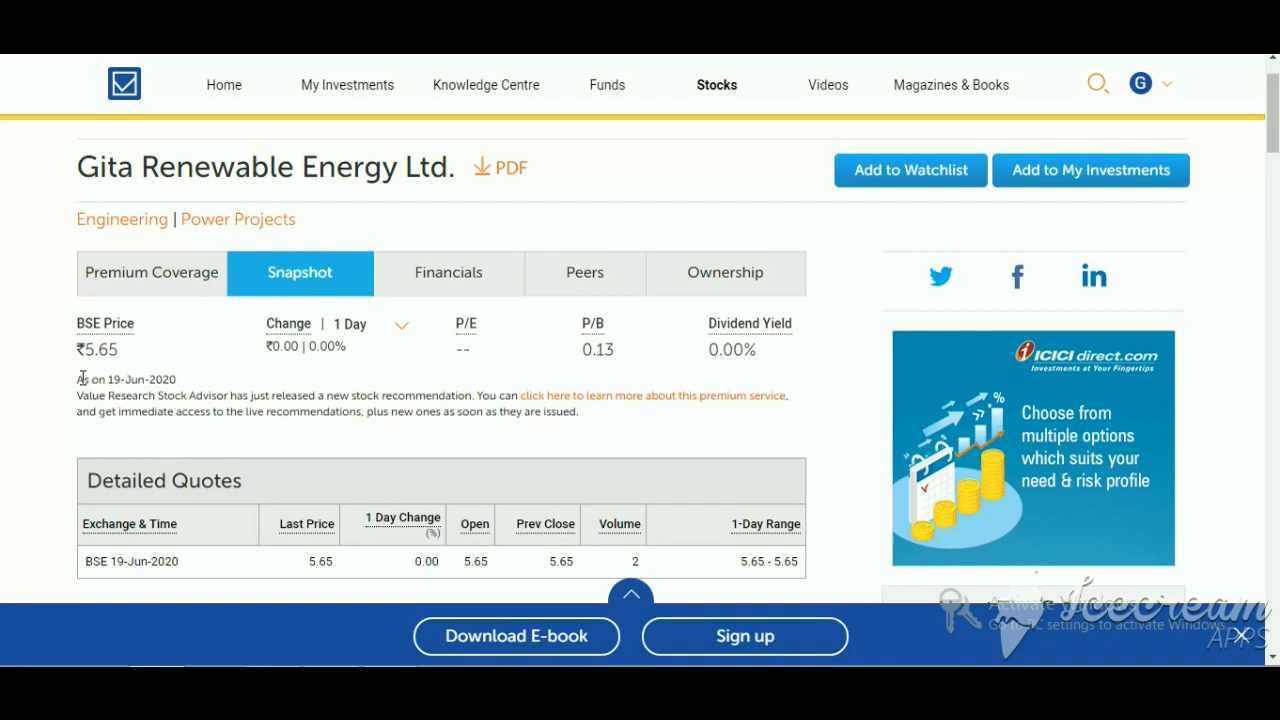 Home My Investments Knowledge Centre Funds Stocks Videos Magazines & Books G
Gita Renewable Energy Ltd. PDF
Add to Watchlist Add to My Investments
Engineering | Power Projects
Premium Coverage Snapshot Financials Peers Ownership
BSE Price Change | 1 Day P/E P/B Dividend Yield
₹5.65 ₹0.00 | 0.00% -- 0.13 0.00%
As on 19-Jun-2020
Value Research Stock Advisor has just released a new stock recommendation. You can click here to learn more about this premium service,
and get immediate access to the live recommendations, plus new ones as soon as they are issued.
Detailed Quotes
Exchange & Time Last Price 1 Day Change (%) Open Prev Close Volume 1-Day Range
BSE 19-Jun-2020 5.65 0.00 5.65 5.65 2 5.65 - 5.65
ICICI direct.com
Investments at Your Fingertips
%
Choose from
multiple options
which suits your
need & risk profile
Activate Windows
Go to PC settings to activate Windows.
Icecream
APPS
Download E-book Sign up